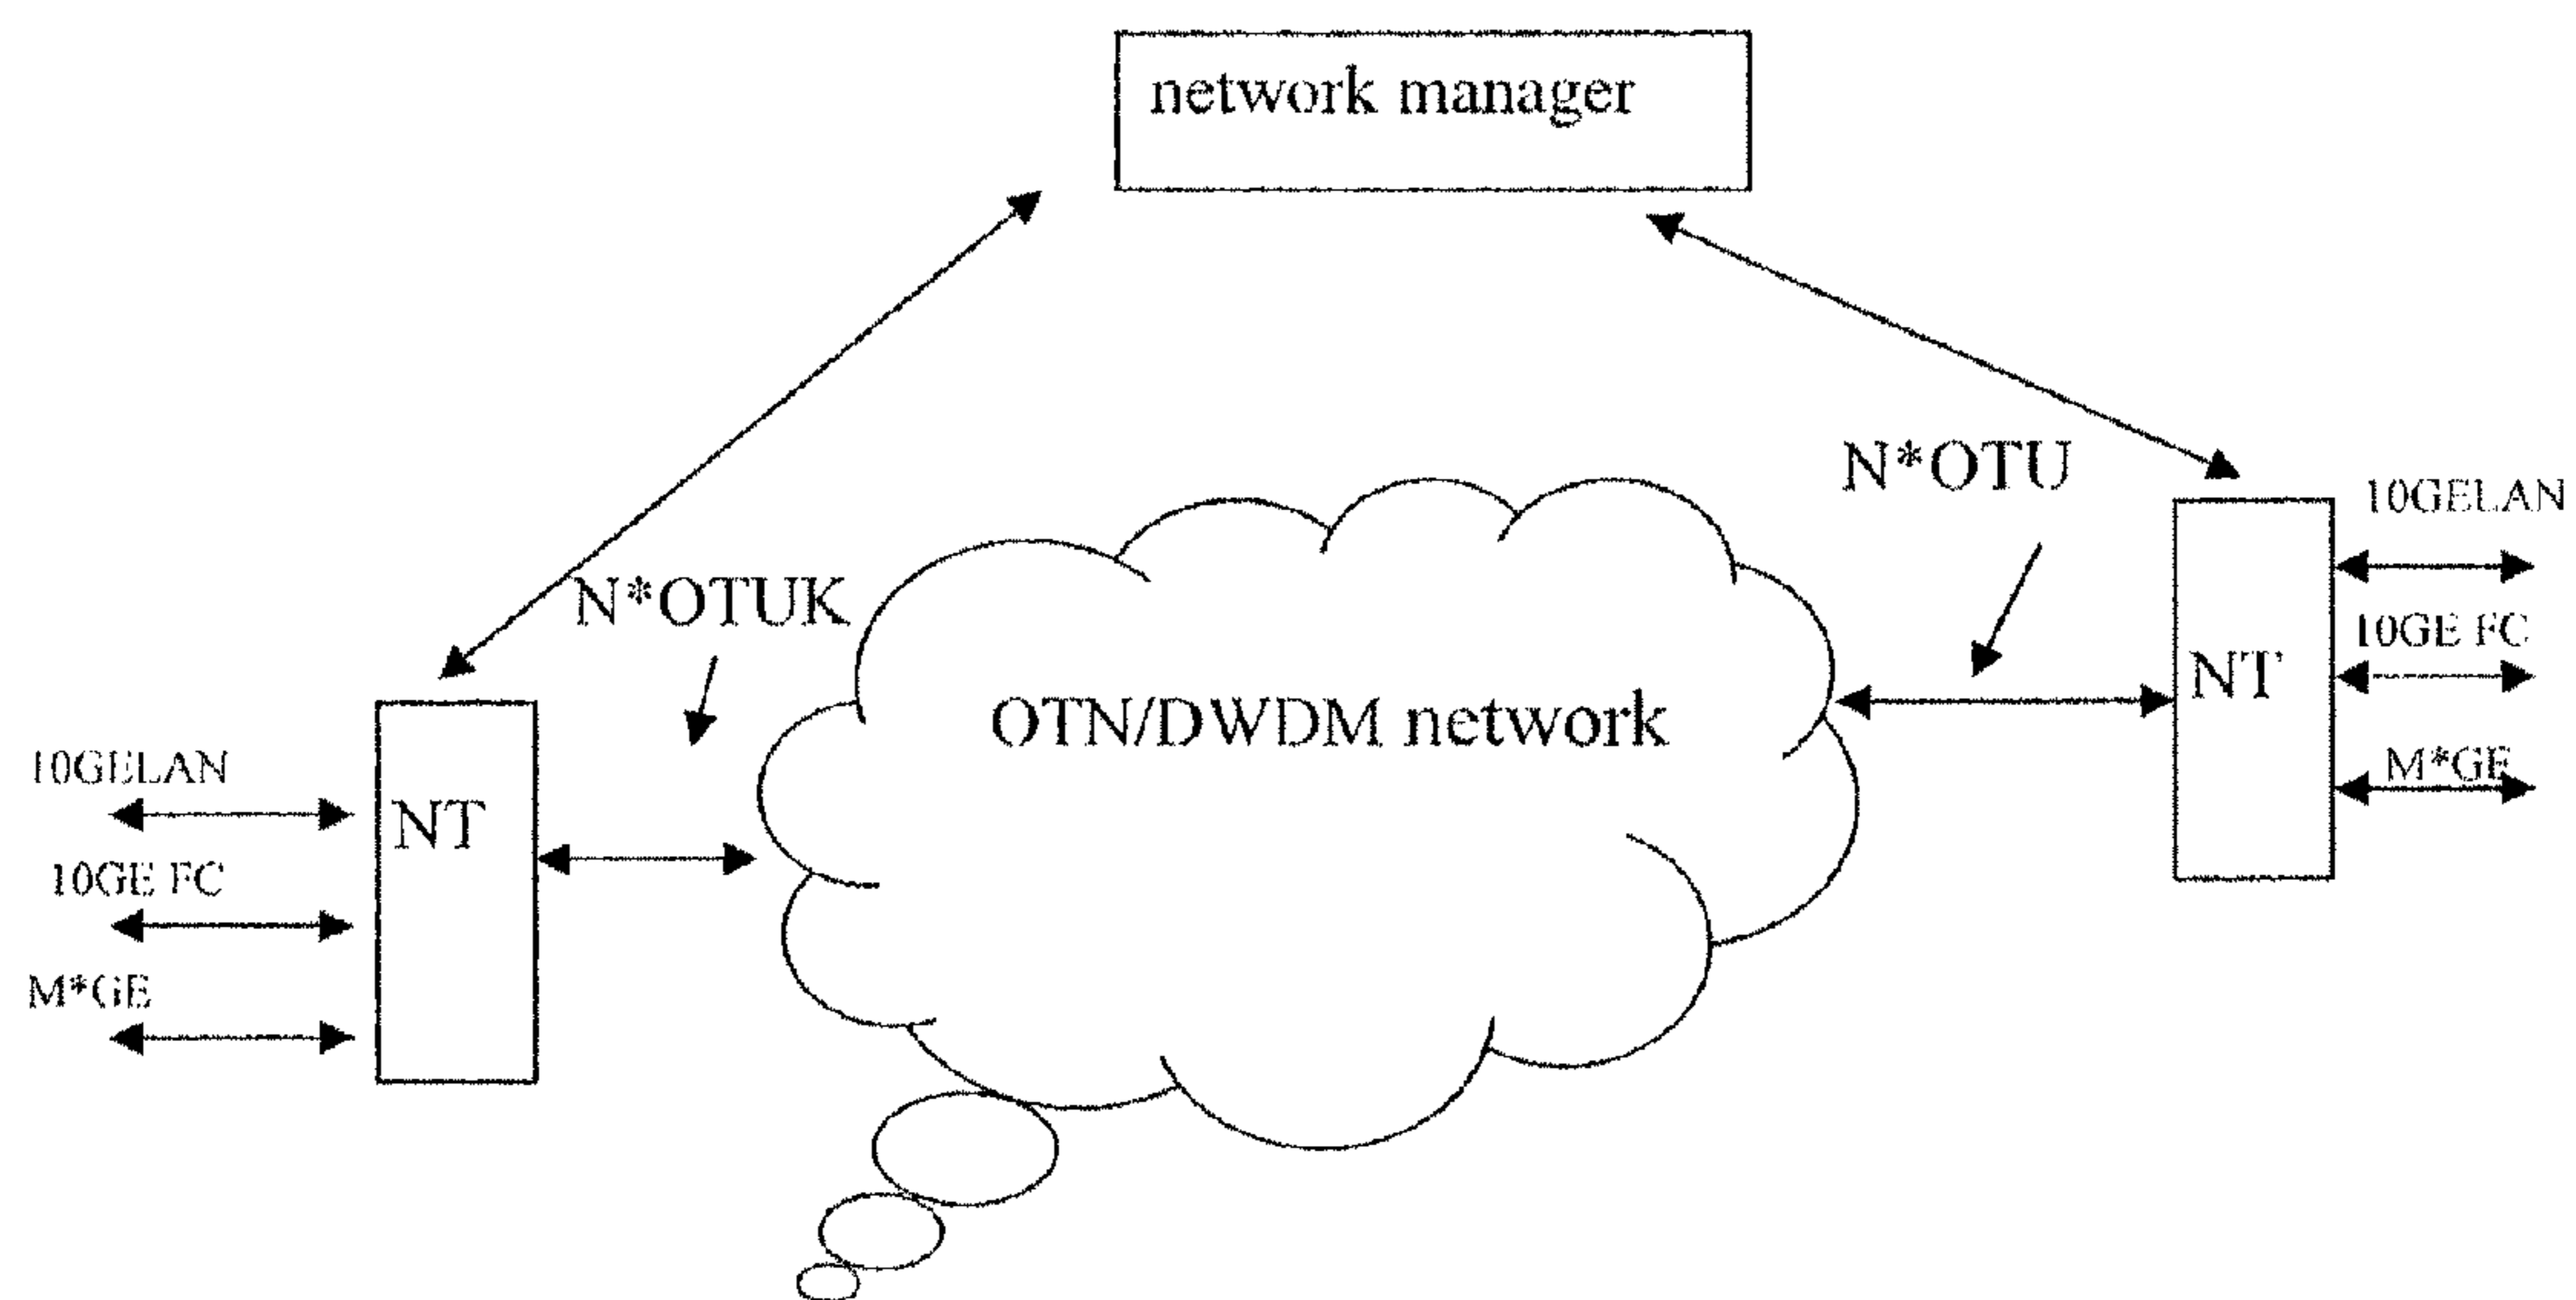 network manager
N*OTU
10GELAN
N*OTUK
10GE FC
NT
OTN/DWDM network
M*GE
10GELAN
NT
10GE FC
M*GE